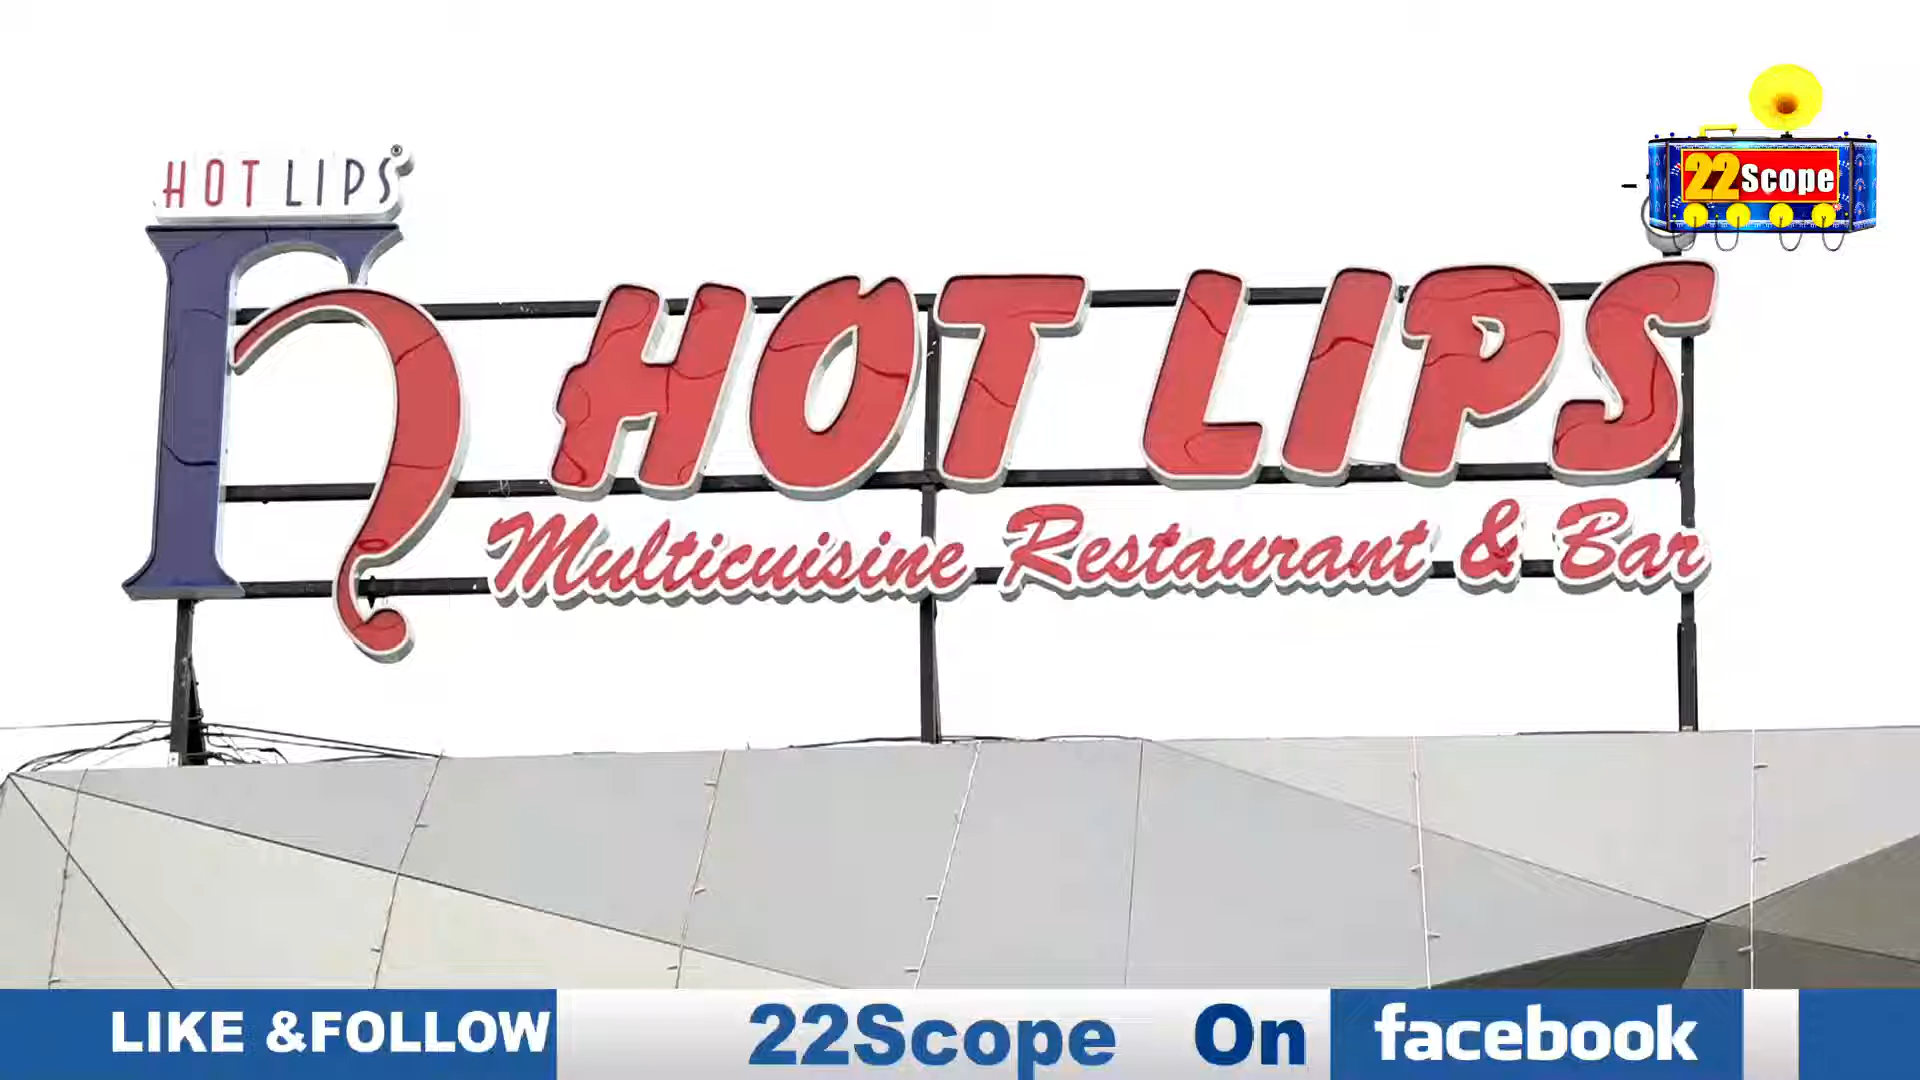 HOT LIPS®
22Scope
HOT LIPS
Multicuisine Restaurant & Bar
LIKE &FOLLOW 22Scope On facebook